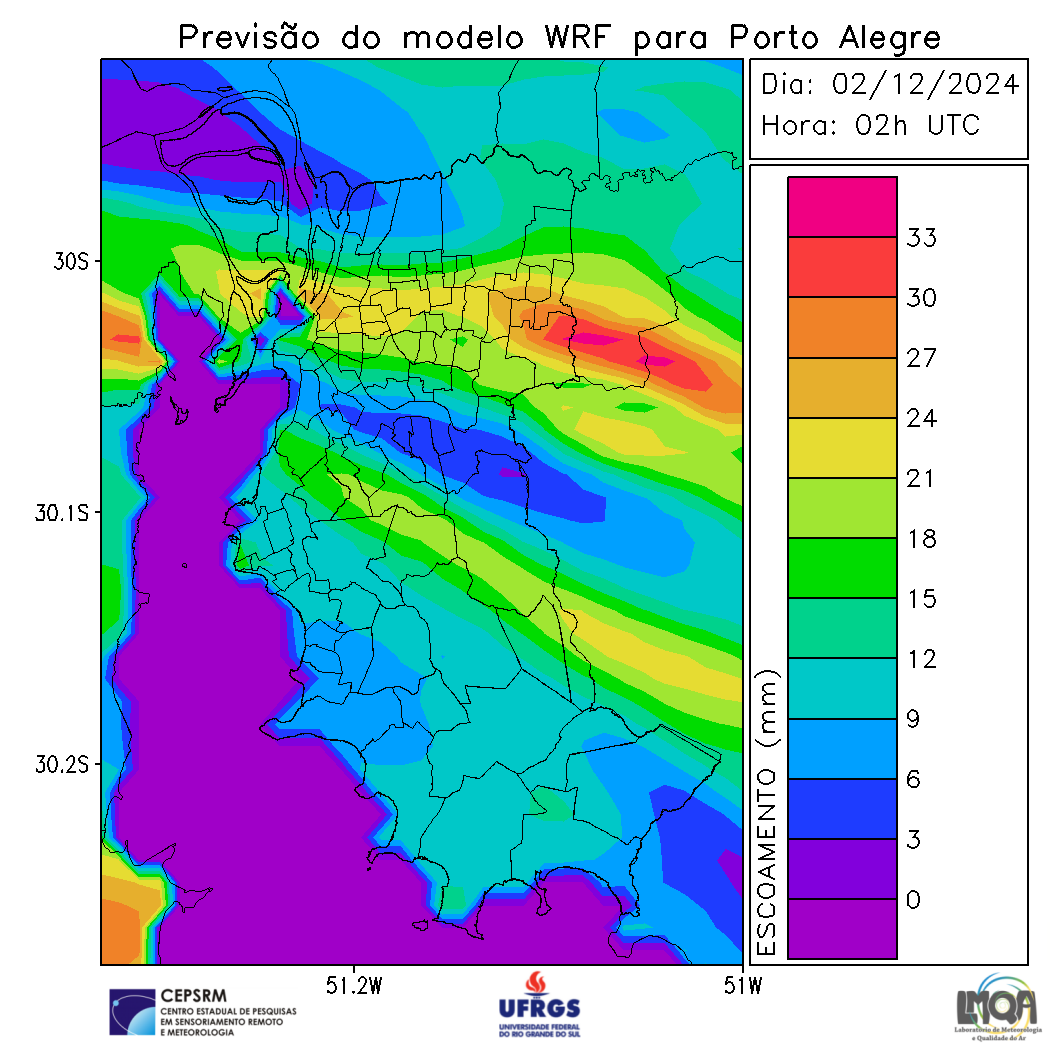 Previsão do modelo WRF para Porto Alegre
Dia: 02/12/2024
Hora: 02h UTC
30S
30.1S
30.2S
51.2W
51W
33
30
27
24
21
18
15
12
9
6
3
0
ESCOAMENTO (mm)
CEPSRM
CENTRO ESTADUAL DE PESQUISAS
EM SENSORIAMENTO REMOTO
E METEOROLOGIA
UFRGS
UNIVERSIDADE FEDERAL
DO RIO GRANDE DO SUL
LMQA
Laboratório de Meteorologia
e Qualidade do Ar